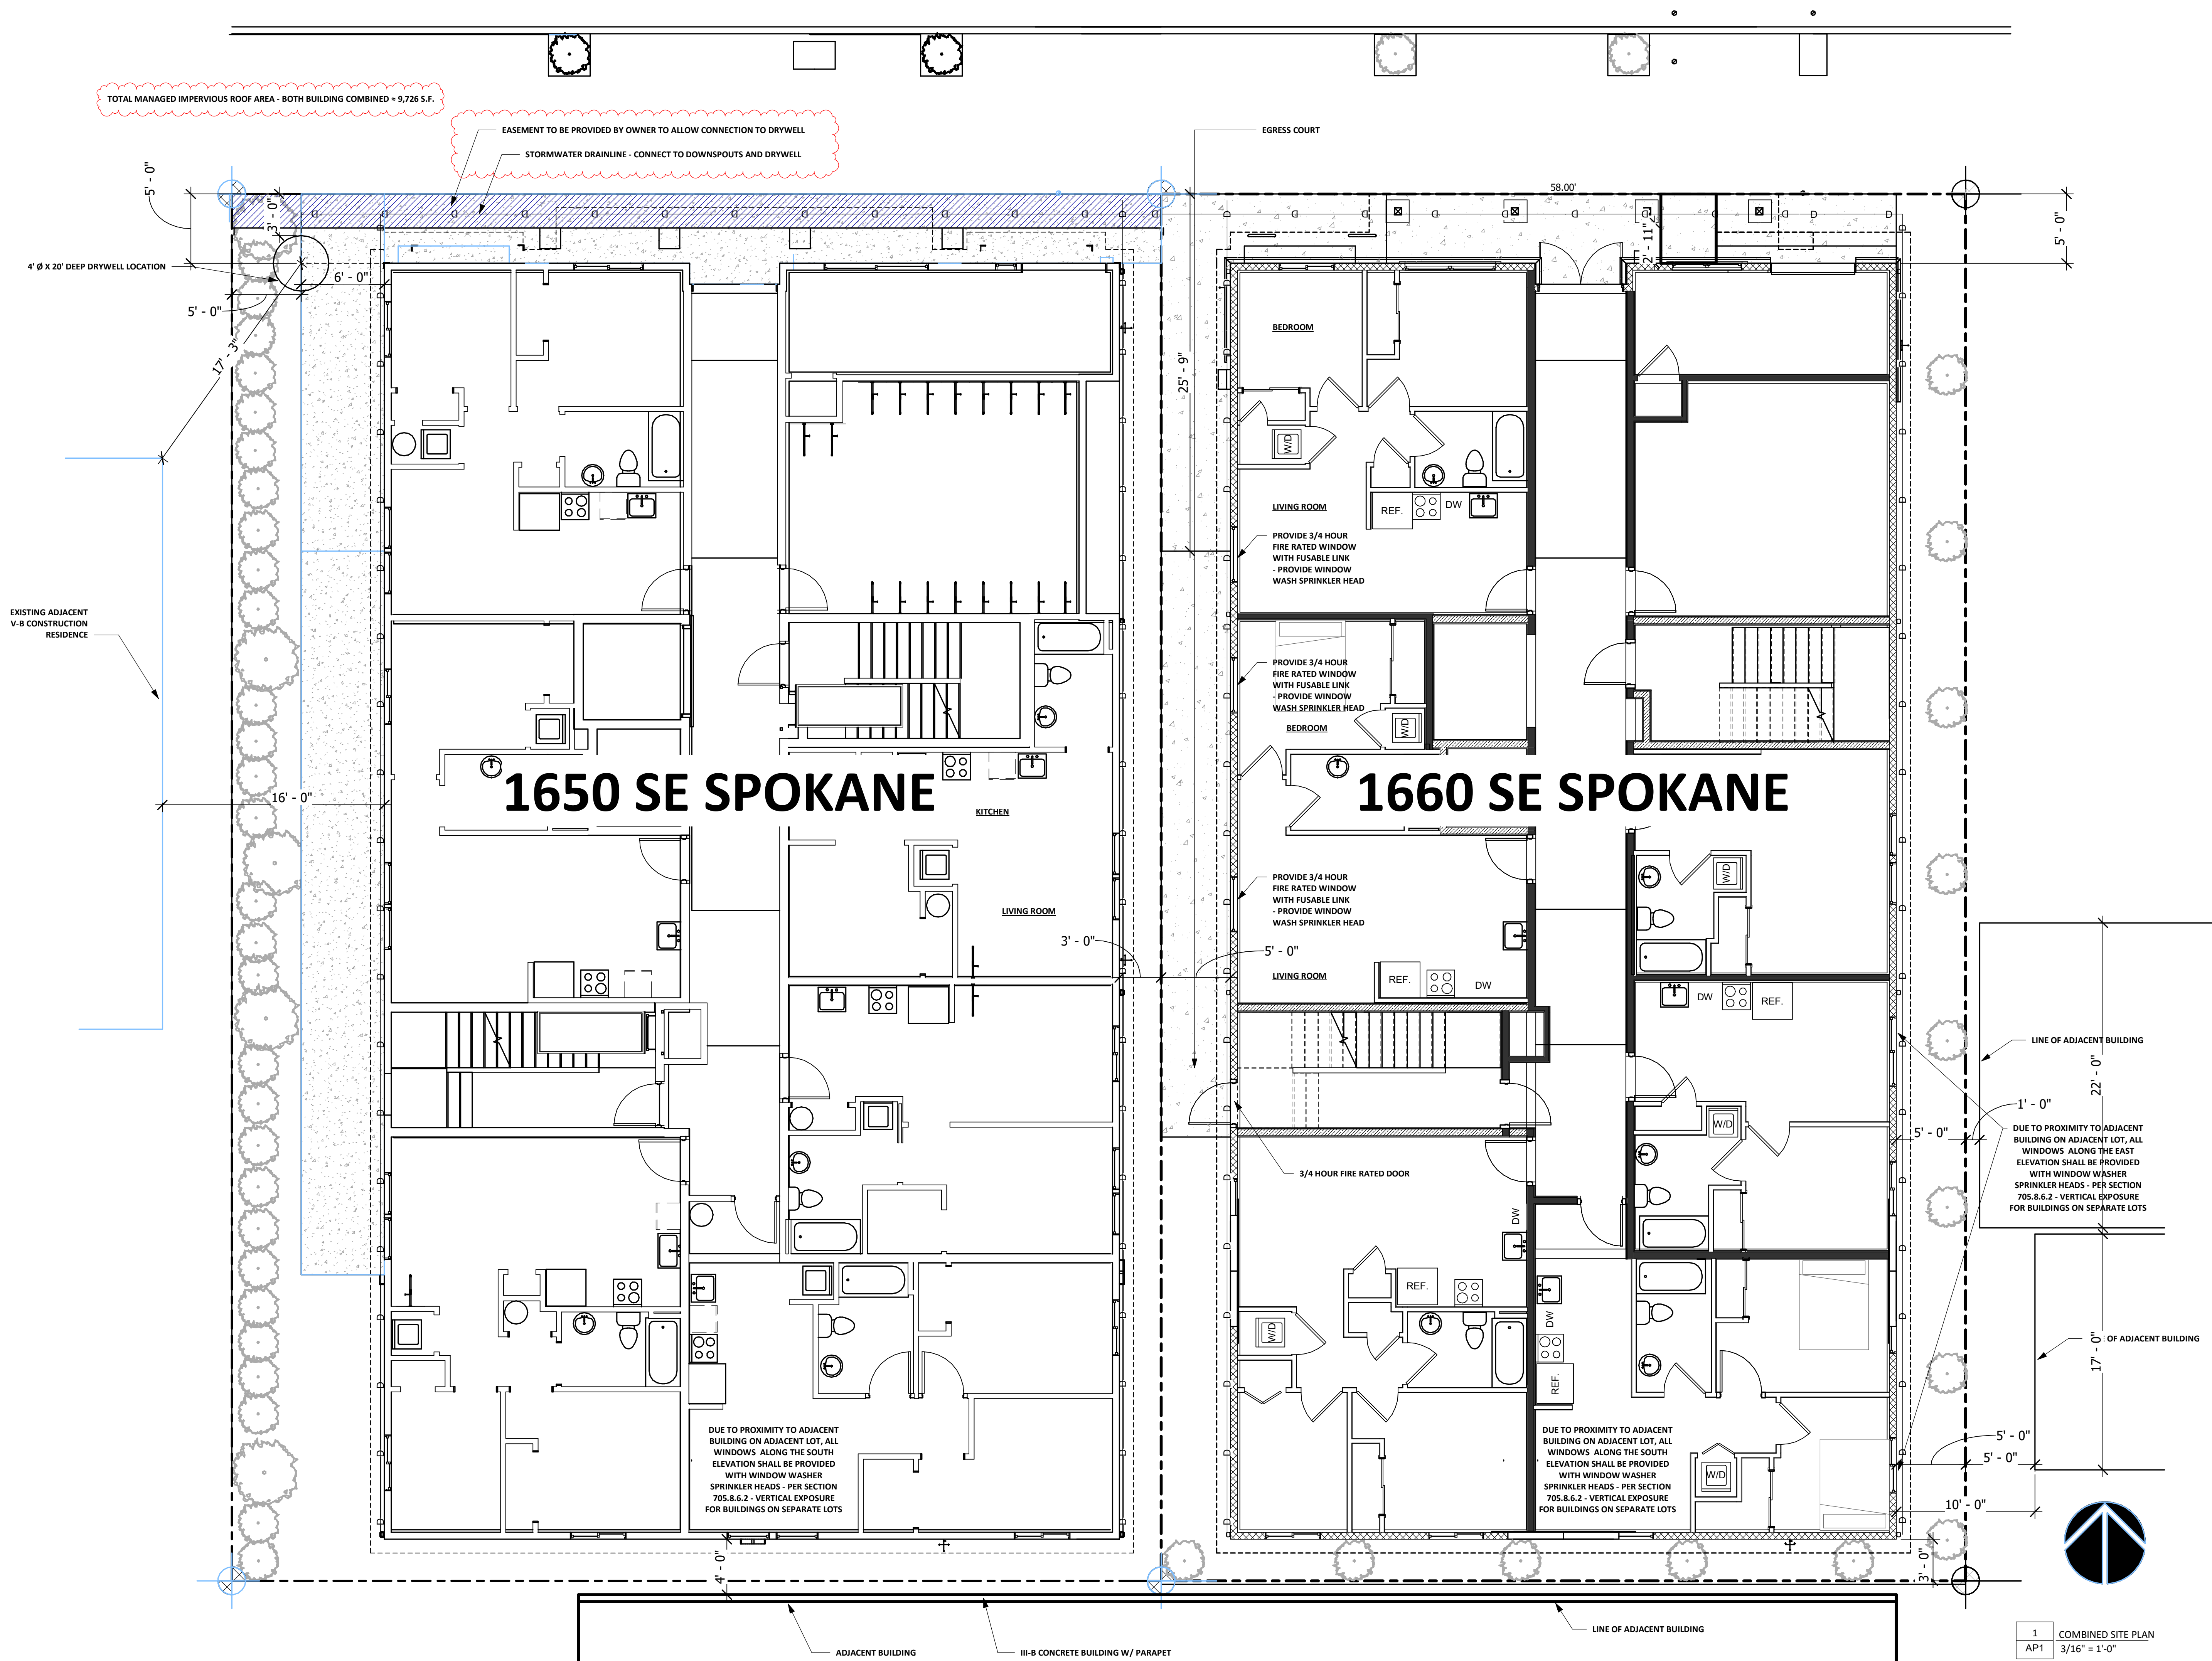 TOTAL MANAGED IMPERVIOUS ROOF AREA - BOTH BUILDING COMBINED = 9,726 S.F.
EASEMENT TO BE PROVIDED BY OWNER TO ALLOW CONNECTION TO DRYWELL
STORMWATER DRAINLINE - CONNECT TO DOWNSPOUTS AND DRYWELL
EGRESS COURT
5' - 0"
3' - 0"
58.00'
2' - 11"
5' - 0"
4' Ø X 20' DEEP DRYWELL LOCATION
6' - 0"
5' - 0"
17' - 3"
25' - 9"
BEDROOM
W/D
LIVING ROOM
REF.
DW
PROVIDE 3/4 HOUR
FIRE RATED WINDOW
WITH FUSABLE LINK
- PROVIDE WINDOW
WASH SPRINKLER HEAD
EXISTING ADJACENT
V-B CONSTRUCTION
RESIDENCE
PROVIDE 3/4 HOUR
FIRE RATED WINDOW
WITH FUSABLE LINK
- PROVIDE WINDOW
WASH SPRINKLER HEAD
BEDROOM
W/D
16' - 0"
1650 SE SPOKANE
1660 SE SPOKANE
KITCHEN
LIVING ROOM
PROVIDE 3/4 HOUR
FIRE RATED WINDOW
WITH FUSABLE LINK
- PROVIDE WINDOW
WASH SPRINKLER HEAD
W/D
3' - 0"
5' - 0"
LIVING ROOM
REF.
DW
DW
REF.
LINE OF ADJACENT BUILDING
22' - 0"
1' - 0"
5' - 0"
W/D
DUE TO PROXIMITY TO ADJACENT
BUILDING ON ADJACENT LOT, ALL
WINDOWS ALONG THE EAST
ELEVATION SHALL BE PROVIDED
WITH WINDOW WASHER
SPRINKLER HEADS - PER SECTION
705.8.6.2 - VERTICAL EXPOSURE
FOR BUILDINGS ON SEPARATE LOTS
3/4 HOUR FIRE RATED DOOR
DW
REF.
W/D
DW
REF.
17' - 0"
OF ADJACENT BUILDING
DUE TO PROXIMITY TO ADJACENT
BUILDING ON ADJACENT LOT, ALL
WINDOWS ALONG THE SOUTH
ELEVATION SHALL BE PROVIDED
WITH WINDOW WASHER
SPRINKLER HEADS - PER SECTION
705.8.6.2 - VERTICAL EXPOSURE
FOR BUILDINGS ON SEPARATE LOTS
DUE TO PROXIMITY TO ADJACENT
BUILDING ON ADJACENT LOT, ALL
WINDOWS ALONG THE SOUTH
ELEVATION SHALL BE PROVIDED
WITH WINDOW WASHER
SPRINKLER HEADS - PER SECTION
705.8.6.2 - VERTICAL EXPOSURE
FOR BUILDINGS ON SEPARATE LOTS
W/D
5' - 0"
5' - 0"
10' - 0"
4' - 0"
3' - 0"
ADJACENT BUILDING
III-B CONCRETE BUILDING W/ PARAPET
LINE OF ADJACENT BUILDING
1
AP1
COMBINED SITE PLAN
3/16" = 1'-0"